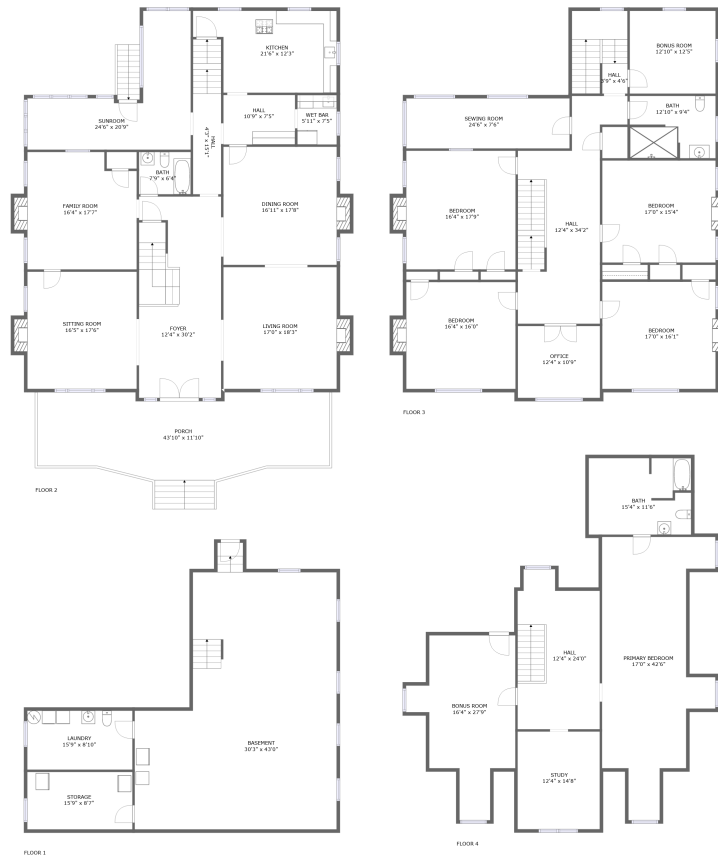 KITCHEN
21'6" x 12'3"
HALL
10'9" x 7'5"
WET BAR
5'11" x 7'5"
SUNROOM
24'6" x 20'9"
HALL
4'3" x 15'1"
BATH
7'9" x 6'4"
FAMILY ROOM
16'4" x 17'7"
DINING ROOM
16'11" x 17'8"
SITTING ROOM
16'5" x 17'6"
FOYER
12'4" x 30'2"
LIVING ROOM
17'0" x 18'3"
PORCH
43'10" x 11'10"
FLOOR 2
BONUS ROOM
12'10" x 12'5"
HALL
3'9" x 4'6"
BATH
12'10" x 9'4"
SEWING ROOM
24'6" x 7'6"
BEDROOM
16'4" x 17'9"
HALL
12'4" x 34'2"
BEDROOM
17'0" x 15'4"
BEDROOM
16'4" x 16'0"
BEDROOM
17'0" x 16'1"
OFFICE
12'4" x 10'9"
FLOOR 3
LAUNDRY
15'9" x 8'10"
BASEMENT
30'3" x 43'0"
STORAGE
15'9" x 8'7"
FLOOR 1
BATH
15'4" x 11'6"
HALL
12'4" x 24'0"
PRIMARY BEDROOM
17'0" x 42'6"
BONUS ROOM
16'4" x 27'9"
STUDY
12'4" x 14'8"
FLOOR 4